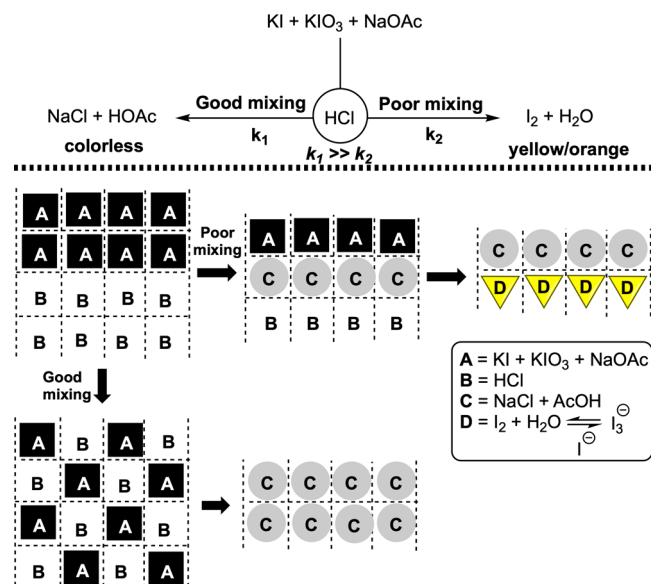 KI + KIO₃ + NaOAc
NaCl + HOAc
colorless
Good mixing
k₁
HCl
k₁ >> k₂
Poor mixing
k₂
I₂ + H₂O
yellow/orange
A A A A
A A A A
B B B B
B B B B
Poor
mixing
A A A A
C C C C
B B B B
C C C C
D D D D
Good
mixing
A B A B
B A B A
A B A B
B A B A
C C C C
C C C C
A = KI + KIO₃ + NaOAc
B = HCl
C = NaCl + AcOH
D = I₂ + H₂O ⇌ I₃⊖
I⊖